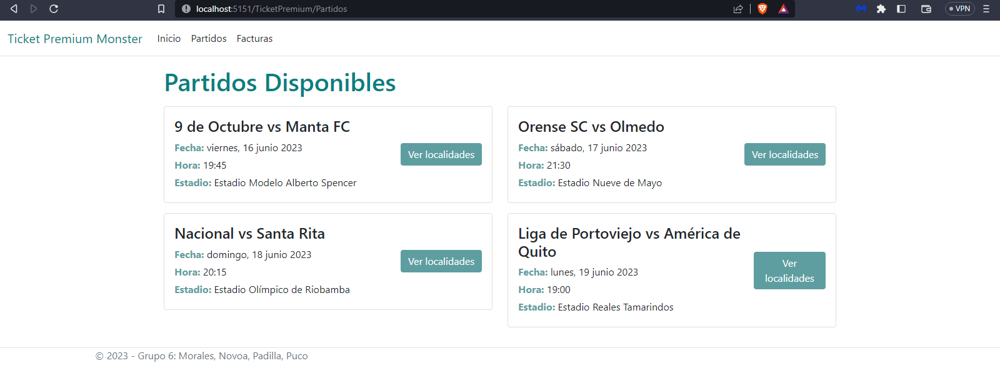 localhost:5151/TicketPremium/Partidos
VPN
Ticket Premium Monster Inicio Partidos Facturas
Partidos Disponibles
9 de Octubre vs Manta FC
Fecha: viernes, 16 junio 2023
Hora: 19:45
Estadio: Estadio Modelo Alberto Spencer
Ver localidades
Orense SC vs Olmedo
Fecha: sábado, 17 junio 2023
Hora: 21:30
Estadio: Estadio Nueve de Mayo
Ver localidades
Nacional vs Santa Rita
Fecha: domingo, 18 junio 2023
Hora: 20:15
Estadio: Estadio Olímpico de Riobamba
Ver localidades
Liga de Portoviejo vs América de
Quito
Fecha: lunes, 19 junio 2023
Hora: 19:00
Estadio: Estadio Reales Tamarindos
Ver
localidades
© 2023 - Grupo 6: Morales, Novoa, Padilla, Puco